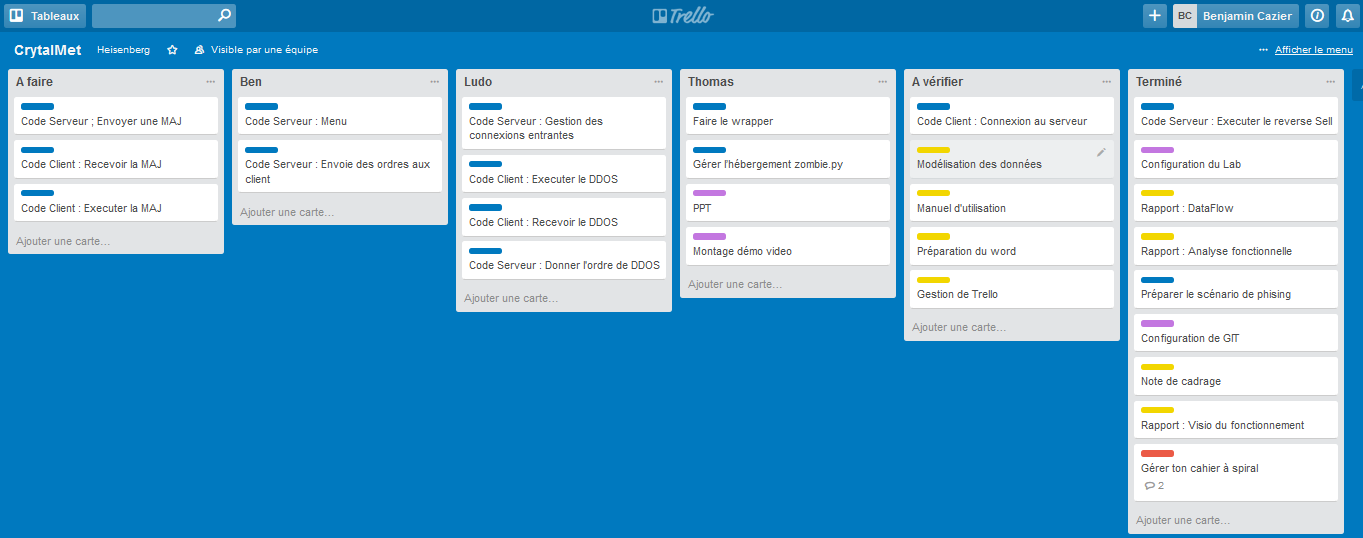 Tableaux
Trello
BC Benjamin Cazier
CrytalMet Heisenberg Visible par une équipe
Afficher le menu
A faire
Code Serveur ; Envoyer une MAJ
Code Client : Recevoir la MAJ
Code Client : Executer la MAJ
Ajouter une carte...
Ben
Code Serveur : Menu
Code Serveur : Envoie des ordres aux
client
Ajouter une carte...
Ludo
Code Serveur : Gestion des
connexions entrantes
Code Client : Executer le DDOS
Code Client : Recevoir le DDOS
Code Serveur : Donner l'ordre de DDOS
Ajouter une carte...
Thomas
Faire le wrapper
Gérer l'hébergement zombie.py
PPT
Montage démo video
Ajouter une carte...
A vérifier
Code Client : Connexion au serveur
Modélisation des données
Manuel d'utilisation
Préparation du word
Gestion de Trello
Ajouter une carte...
Terminé
Code Serveur : Executer le reverse Sell
Configuration du Lab
Rapport : DataFlow
Rapport : Analyse fonctionnelle
Préparer le scénario de phising
Configuration de GIT
Note de cadrage
Rapport : Visio du fonctionnement
Gérer ton cahier à spiral
2
Ajouter une carte...